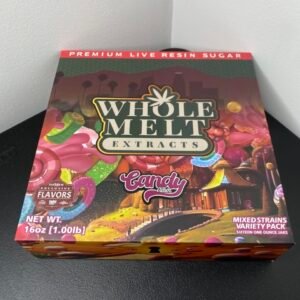 PREMIUM LIVE RESIN SUGAR
WHOLE
MELT
EXTRACTS
Candy
EXCLUSIVE
FLAVORS
NET WT.
16oz [1.00lb]
MIXED STRAINS
VARIETY PACK
SIXTEEN ONE OUNCE JARS